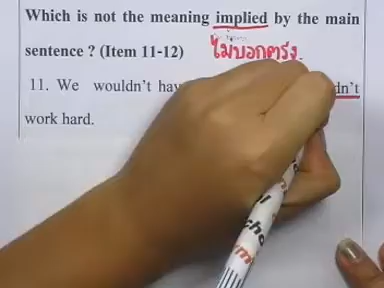 Which is not the meaning implied by the main
sentence ? (Item 11-12) ไม่บอกตรง
11. We wouldn't hav dn't
work hard.